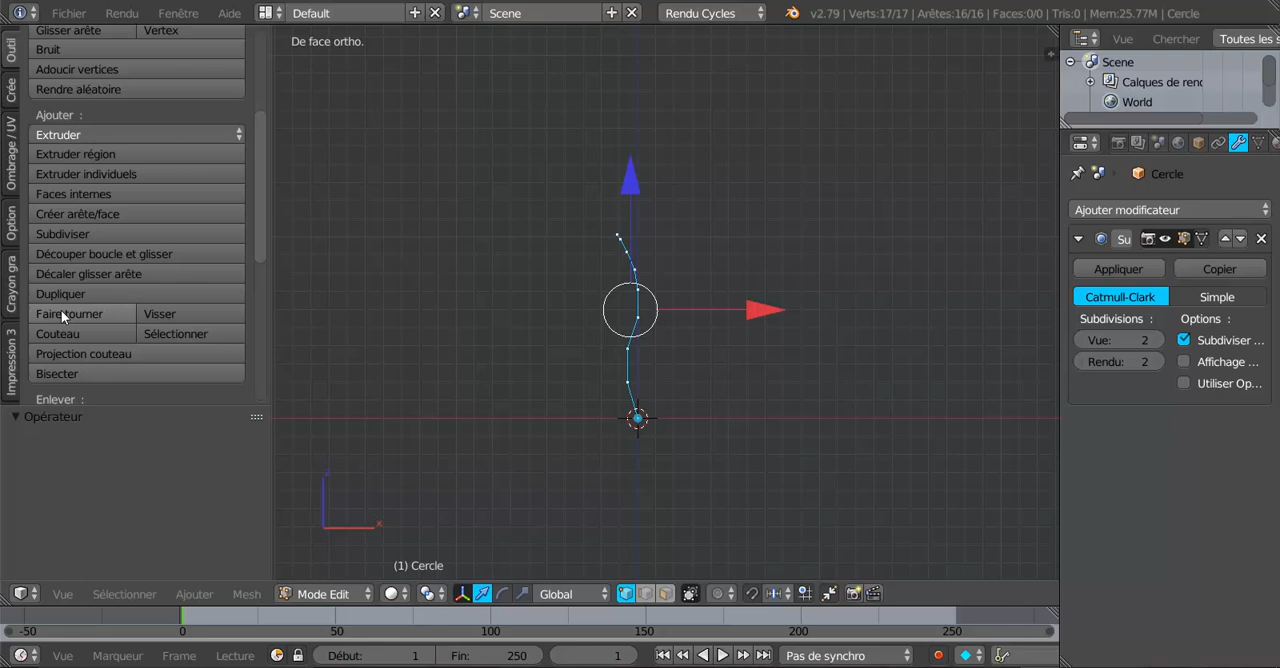 Fichier Rendu Fenêtre Aide Default Scene Rendu Cycles v2.79 | Verts:17/17 | Arêtes:16/16 | Faces:0/0 | Tris:0 | Mem:25.77M | Cercle
Glisser arête Vertex
Bruit
Adoucir vertices
Rendre aléatoire
Ajouter :
Extruder
Extruder région
Extruder individuels
Faces internes
Créer arête/face
Subdiviser
Découper boucle et glisser
Décaler glisser arête
Dupliquer
Faire tourner Visser
Couteau Sélectionner
Projection couteau
Bisecter
Enlever :
Opérateur
Outil
Crée
Ombrage / UV
Option
Crayon gra
Impression 3
De face ortho.
z
x
(1) Cercle
Vue Chercher Toutes les s
Scene
Calques de rend
World
Cercle
Ajouter modificateur
Su
Appliquer Copier
Catmull-Clark Simple
Subdivisions : Options :
Vue: 2 Subdiviser ...
Rendu: 2 Affichage ...
Utiliser Op...
Vue Sélectionner Ajouter Mesh Mode Edit Global
-50 0 50 100 150 200 250
Vue Marqueur Frame Lecture Début: 1 Fin: 250 1 Pas de synchro